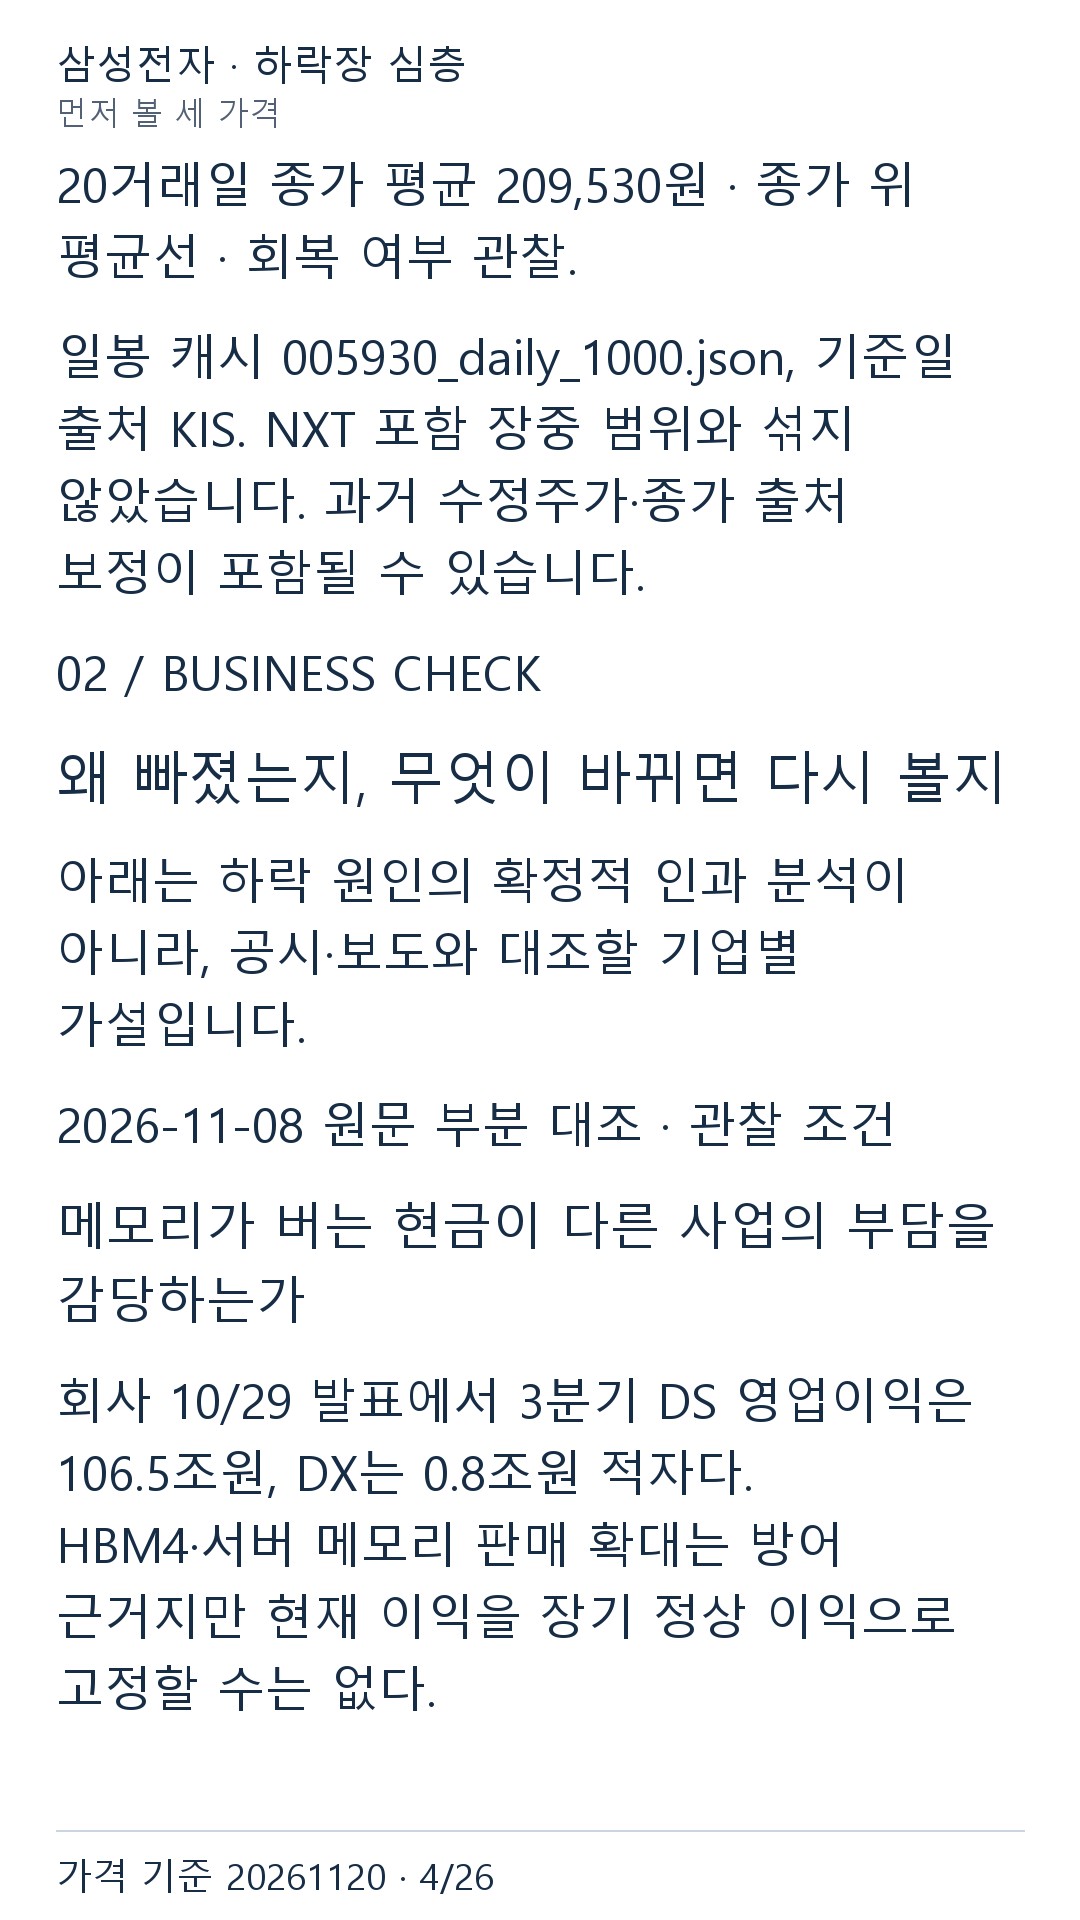 삼성전자 · 하락장 심층
먼저 볼 세 가격
20거래일 종가 평균 209,530원 · 종가 위
평균선 · 회복 여부 관찰.
일봉 캐시 005930_daily_1000.json, 기준일
출처 KIS. NXT 포함 장중 범위와 섞지
않았습니다. 과거 수정주가·종가 출처
보정이 포함될 수 있습니다.
02 / BUSINESS CHECK
왜 빠졌는지, 무엇이 바뀌면 다시 볼지
아래는 하락 원인의 확정적 인과 분석이
아니라, 공시·보도와 대조할 기업별
가설입니다.
2026-11-08 원문 부분 대조 · 관찰 조건
메모리가 버는 현금이 다른 사업의 부담을
감당하는가
회사 10/29 발표에서 3분기 DS 영업이익은
106.5조원, DX는 0.8조원 적자다.
HBM4·서버 메모리 판매 확대는 방어
근거지만 현재 이익을 장기 정상 이익으로
고정할 수는 없다.
가격 기준 20261120 · 4/26